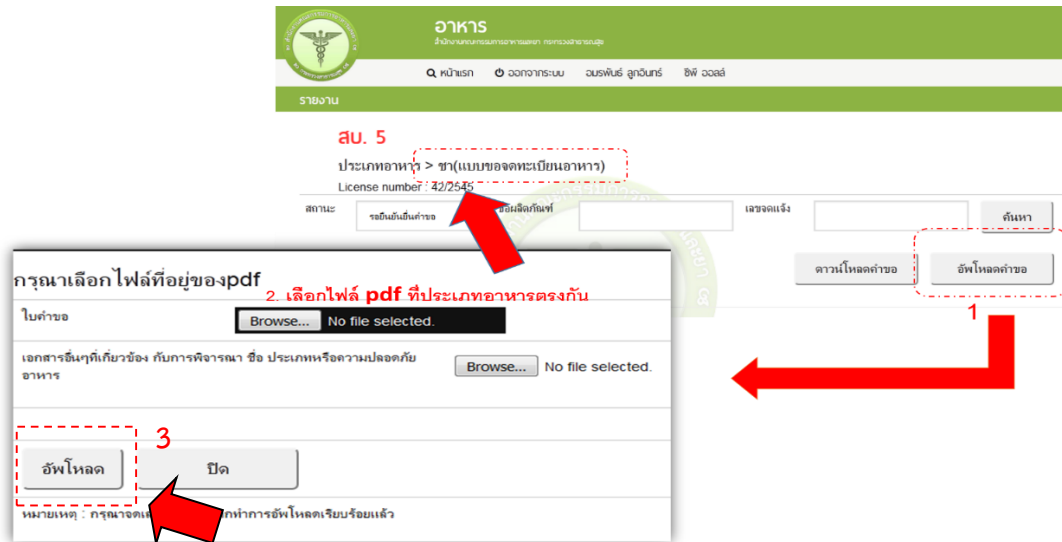 อาหาร
สำนักงานคณะกรรมการอาหารและยา กระทรวงสาธารณสุข
หน้าแรก ออกจากระบบ อมรพันธ์ ลูกอินทร์ ซีพี ออลล์
รายงาน
สบ. 5
ประเภทอาหาร > ชา(แบบขอจดทะเบียนอาหาร)
License number : 42/2545
สถานะ รอยืนยันยื่นคำขอ ชื่อผลิตภัณฑ์ เลขจดแจ้ง ค้นหา
ดาวน์โหลดคำขอ อัพโหลดคำขอ
1
กรุณาเลือกไฟล์ที่อยู่ของpdf
2. เลือกไฟล์ pdf ที่ประเภทอาหารตรงกัน
ใบคำขอ Browse... No file selected.
เอกสารอื่นๆที่เกี่ยวข้อง กับการพิจารณา ชื่อ ประเภทหรือความปลอดภัย
อาหาร Browse... No file selected.
3
อัพโหลด ปิด
หมายเหตุ : กรุณาจด ทำการอัพโหลดเรียบร้อยแล้ว